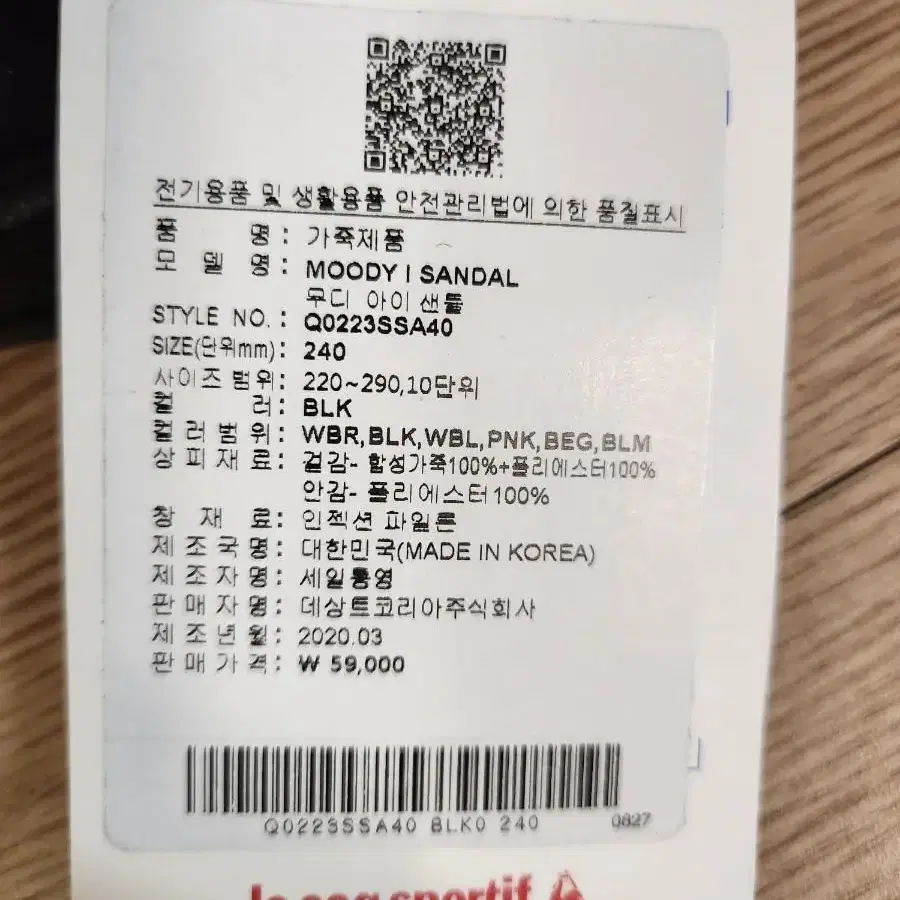 전기용품 및 생활용품 안전관리법에 의한 품질표시
품 명 : 가죽제품
모 델 명 : MOODY I SANDAL
무디 아이 샌들
STYLE NO. : Q0223SSA40
SIZE(단위mm) : 240
사이즈 범위 : 220~290,10단위
컬 러 : BLK
컬러범위 : WBR,BLK,WBL,PNK,BEG,BLM
상피재료 : 겉감- 합성가죽100%+폴리에스터100%
안감- 폴리에스터100%
창 재 료 : 인젝션 파일론
제조국명 : 대한민국(MADE IN KOREA)
제조자명 : 세일통영
판매자명 : 데상트코리아주식회사
제조년월 : 2020.03
판매가격 : ₩ 59,000
Q0223SSA40 BLK0 240 0827
le coq sportif